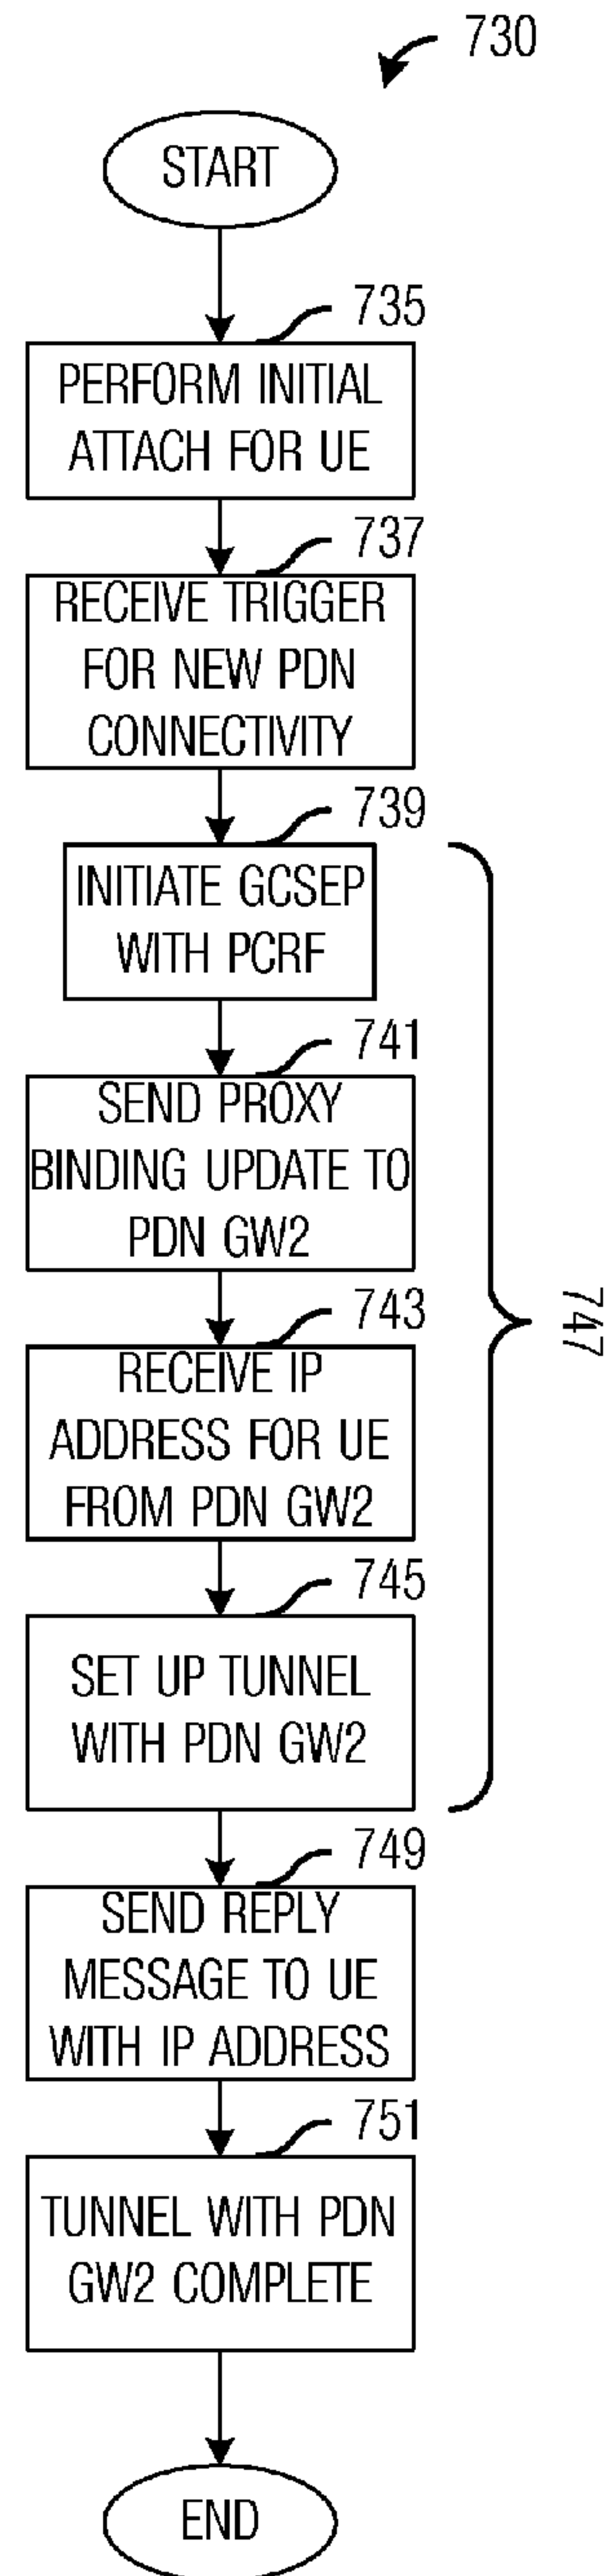 730
START
735
PERFORM INITIAL
ATTACH FOR UE
737
RECEIVE TRIGGER
FOR NEW PDN
CONNECTIVITY
739
INITIATE GCSEP
WITH PCRF
741
SEND PROXY
BINDING UPDATE TO
PDN GW2
743
RECEIVE IP
ADDRESS FOR UE
FROM PDN GW2
747
745
SET UP TUNNEL
WITH PDN GW2
749
SEND REPLY
MESSAGE TO UE
WITH IP ADDRESS
751
TUNNEL WITH PDN
GW2 COMPLETE
END